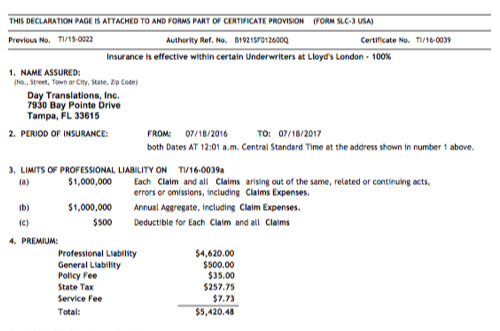 THIS DECLARATION PAGE IS ATTACHED TO AND FORMS PART OF CERTIFICATE PROVISION (FORM SLC-3 USA)
Previous No. TI/15-0022 Authority Ref. No. B19215F012600Q Certificate No. TI/16-0039
Insurance is effective within certain Underwriters at Lloyd's London - 100%
1. NAME ASSURED:
(No., Street, Town or City, State, Zip Code)
Day Translations, Inc.
7930 Bay Pointe Drive
Tampa, FL 33615
2. PERIOD OF INSURANCE: FROM: 07/18/2016 TO: 07/18/2017
both Dates AT 12:01 a.m. Central Standard Time at the address shown in number 1 above.
3. LIMITS OF PROFESSIONAL LIABILITY ON TI/16-0039a
(a) $1,000,000 Each Claim and all Claims arising out of the same, related or continuing acts,
errors or omissions, including Claims Expenses.
(b) $1,000,000 Annual Aggregate, including Claim Expenses.
(c) $500 Deductible for Each Claim and all Claims
4. PREMIUM:
Professional Liability $4,620.00
General Liability $500.00
Policy Fee $35.00
State Tax $257.75
Service Fee $7.73
Total: $5,420.48